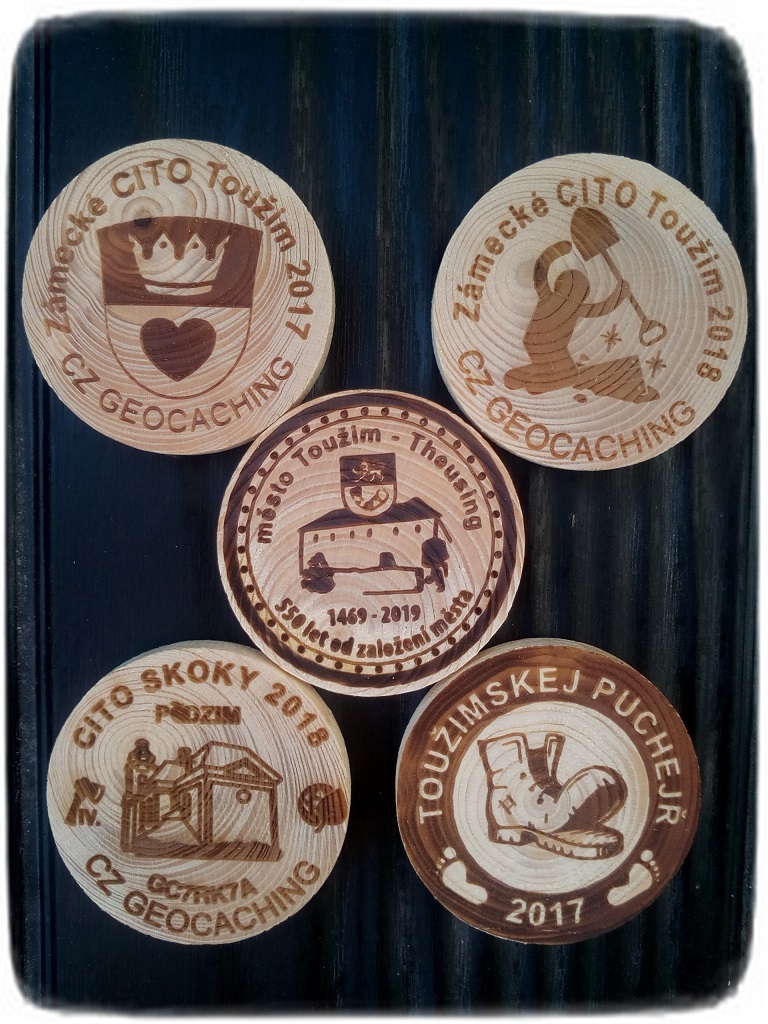 Zámecké CITO Toužim 2017
CZ GEOCACHING
Zámecké CITO Toužim 2018
CZ GEOCACHING
město Toužim - Theusing
1469 - 2019
550 let od založení města
CITO SKOKY 2018
PODZIM
IV.
GC7RK7A
CZ GEOCACHING
TOUŽIMSKEJ PUCHEJŘ
2017